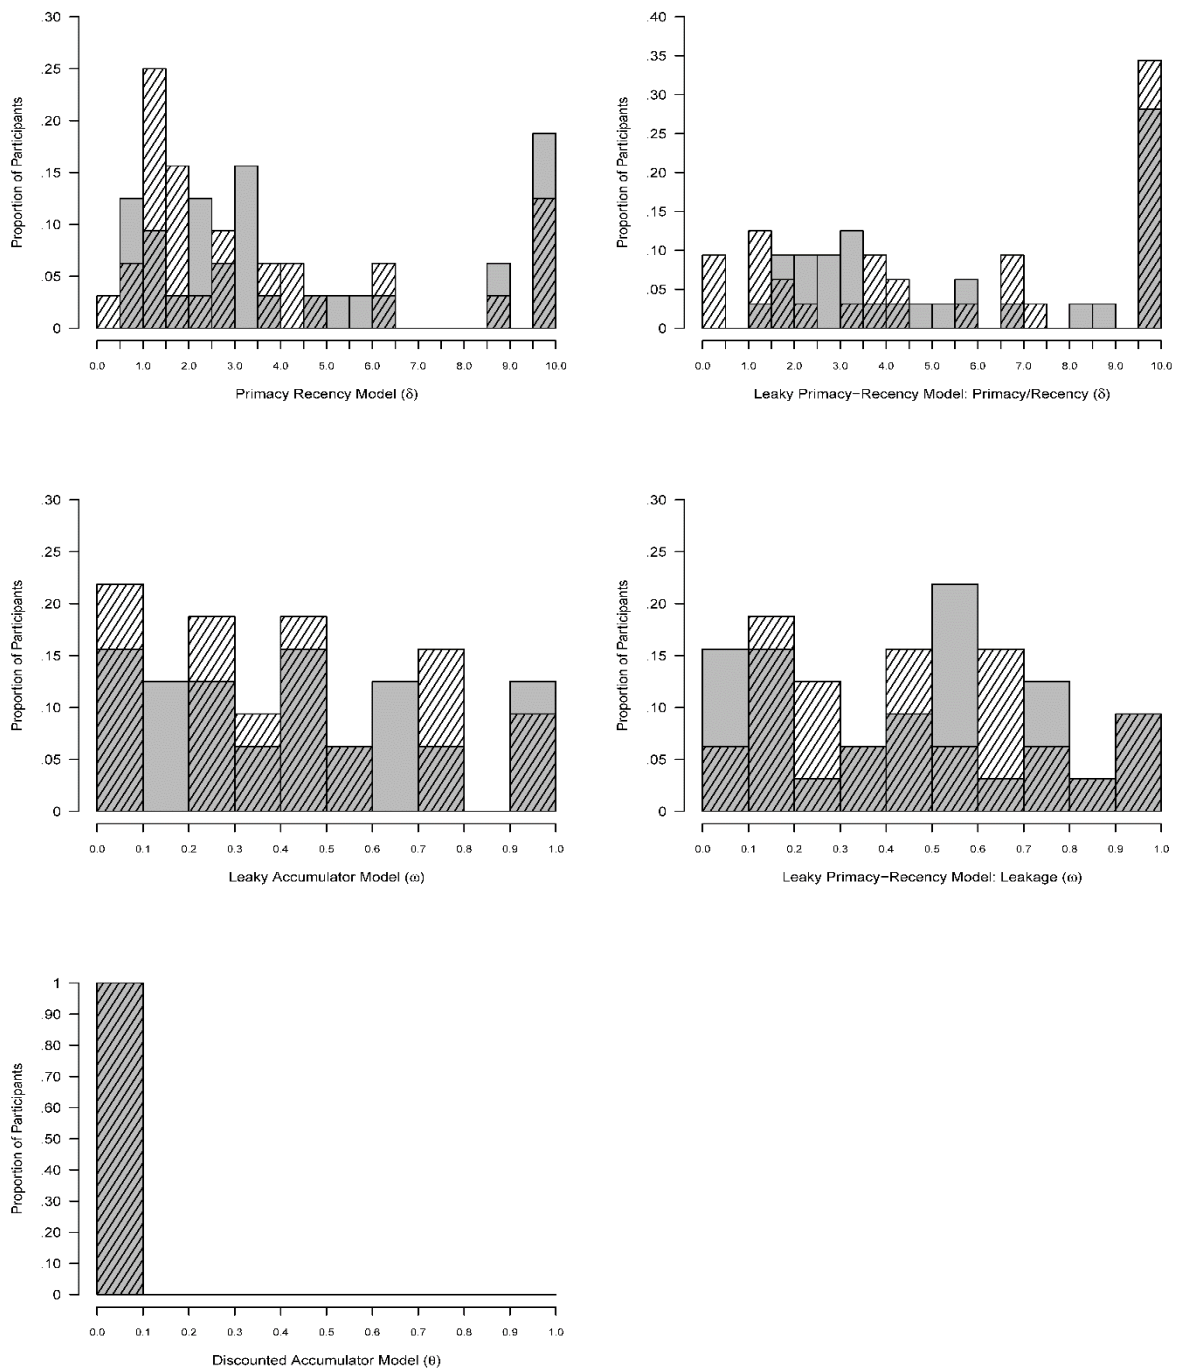 Proportion of Participants
.30
.25
.20
.15
.10
.05
0
0.0 1.0 2.0 3.0 4.0 5.0 6.0 7.0 8.0 9.0 10.0
Primacy Recency Model (δ)
Proportion of Participants
.40
.35
.30
.25
.20
.15
.10
.05
0
0.0 1.0 2.0 3.0 4.0 5.0 6.0 7.0 8.0 9.0 10.0
Leaky Primacy−Recency Model: Primacy/Recency (δ)
Proportion of Participants
.30
.25
.20
.15
.10
.05
0
0.0 0.1 0.2 0.3 0.4 0.5 0.6 0.7 0.8 0.9 1.0
Leaky Accumulator Model (ω)
Proportion of Participants
.30
.25
.20
.15
.10
.05
0
0.0 0.1 0.2 0.3 0.4 0.5 0.6 0.7 0.8 0.9 1.0
Leaky Primacy−Recency Model: Leakage (ω)
Proportion of Participants
1
.90
.80
.70
.60
.50
.40
.30
.20
.10
0
0.0 0.1 0.2 0.3 0.4 0.5 0.6 0.7 0.8 0.9 1.0
Discounted Accumulator Model (θ)